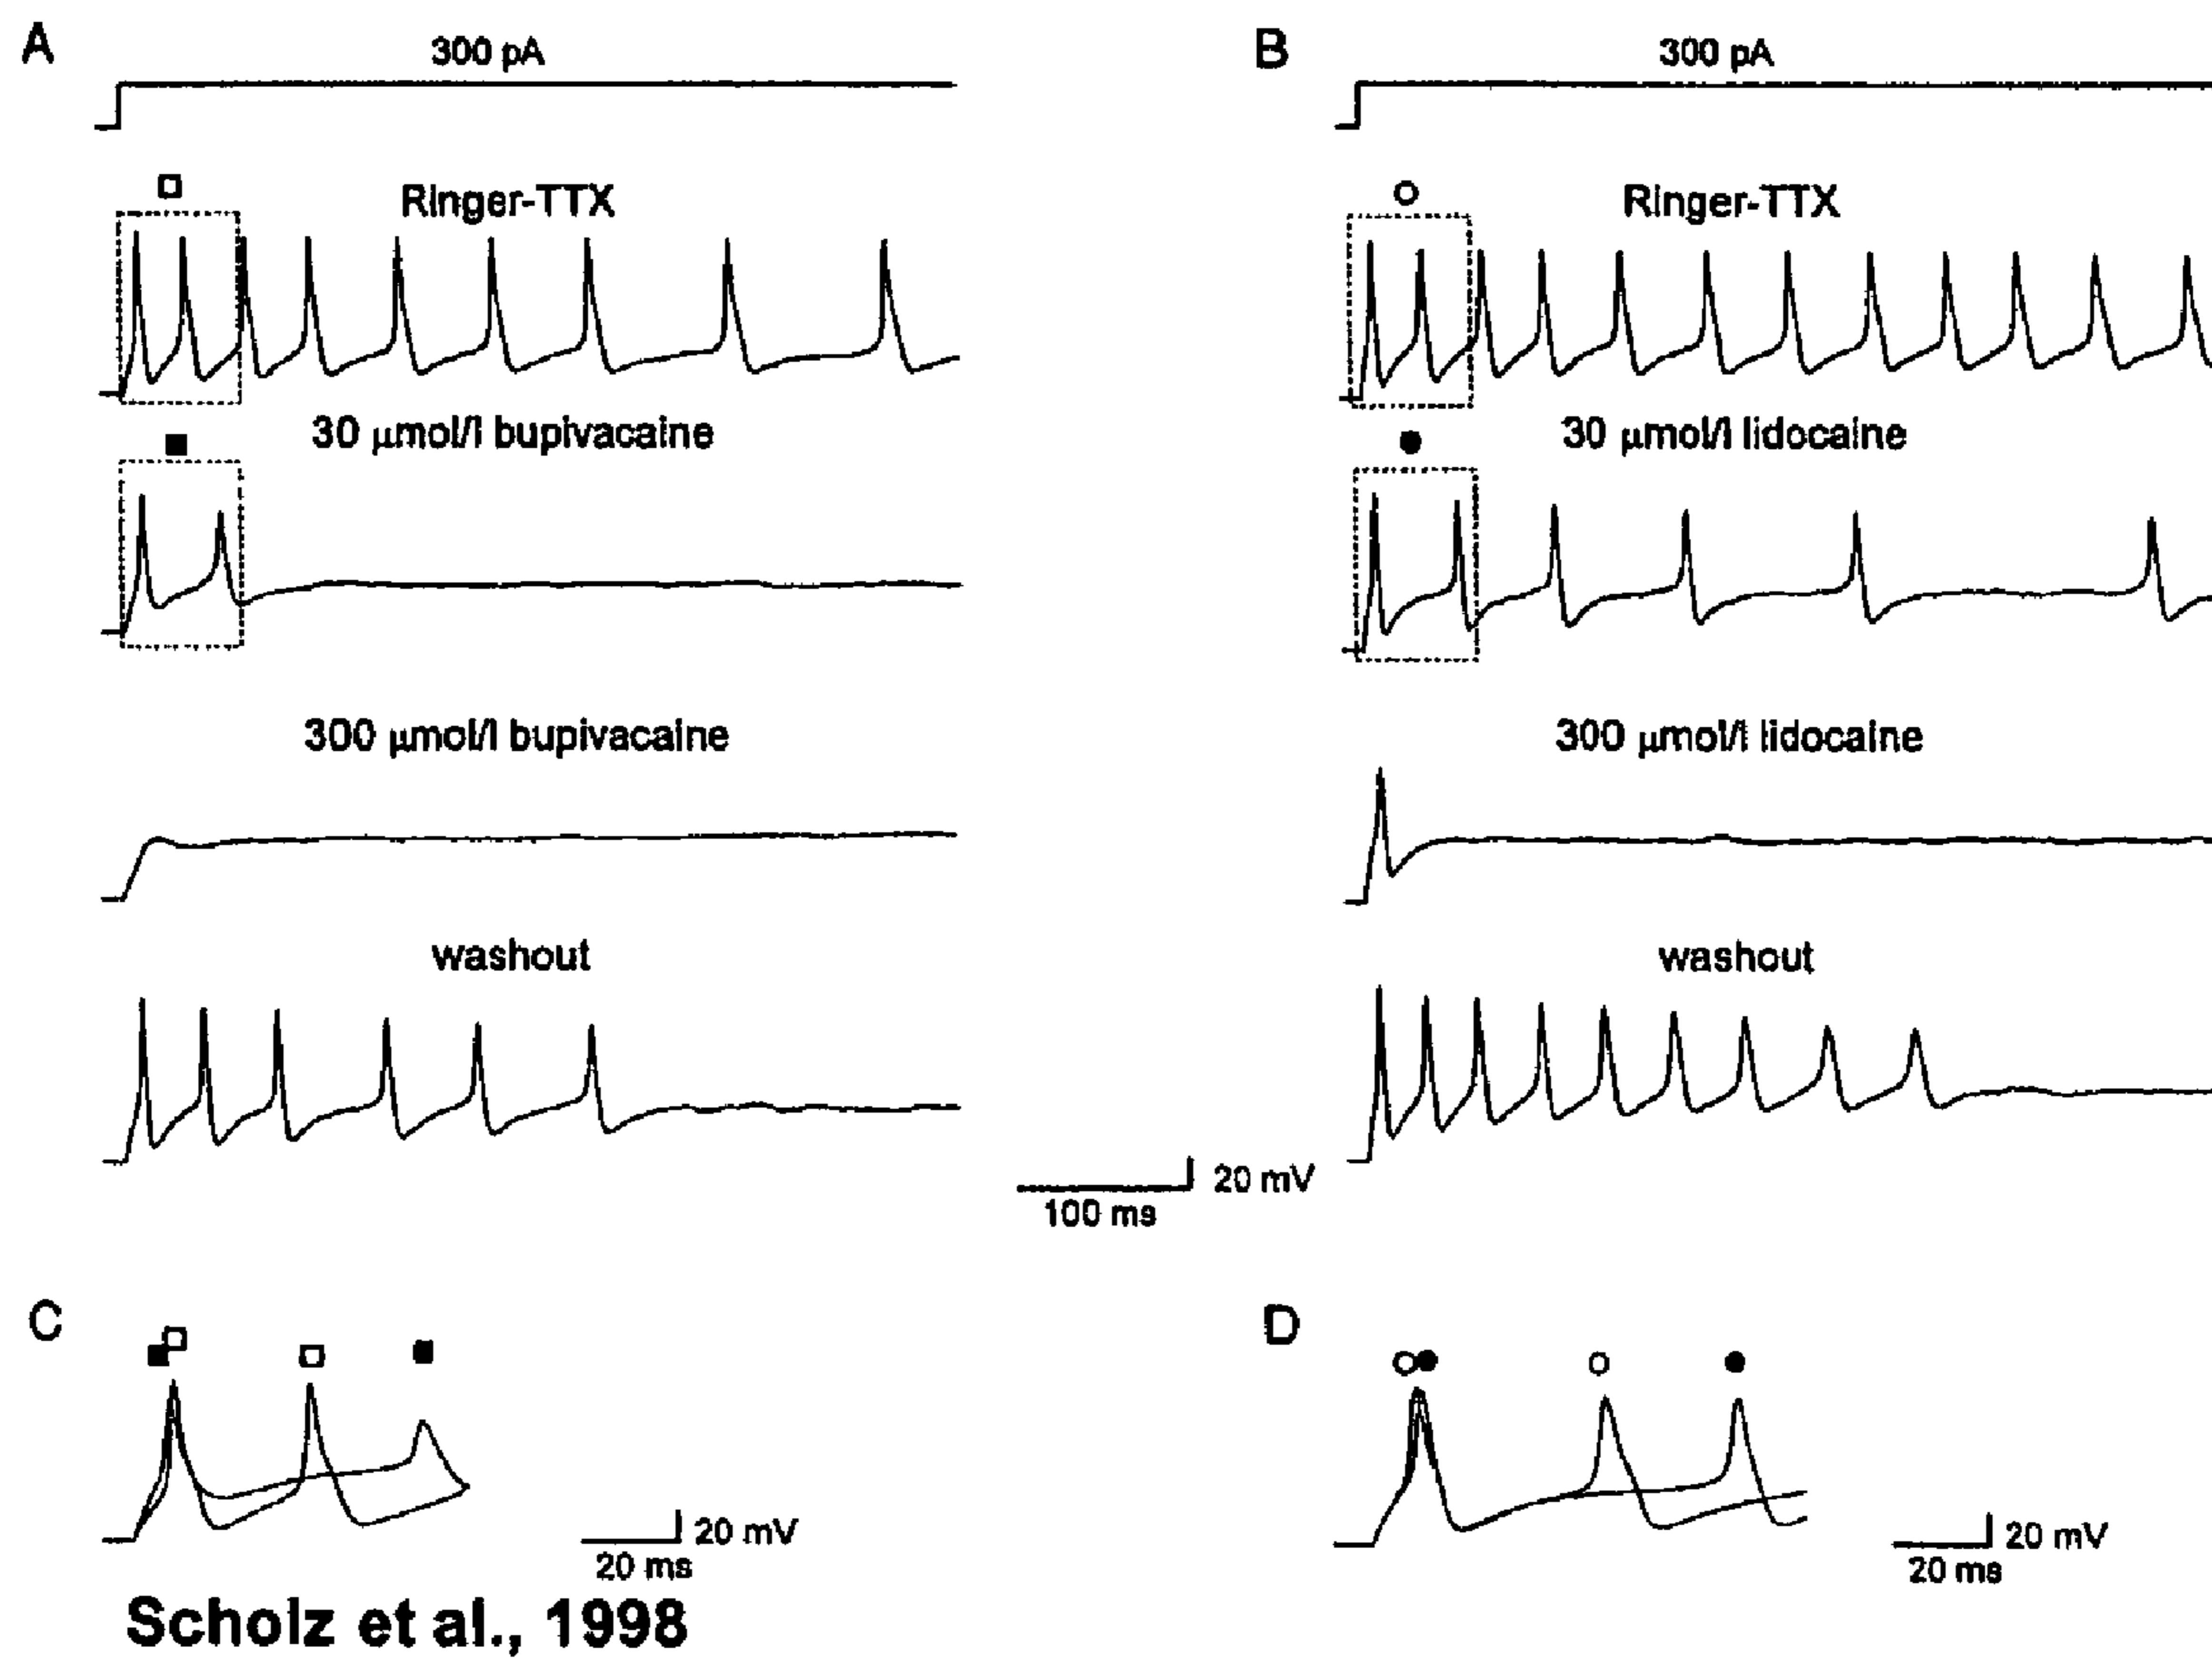 A
300 pA
Ringer-TTX
30 μmol/l bupivacaine
300 μmol/l bupivacaine
washout
B
300 pA
Ringer-TTX
30 μmol/l lidocaine
300 μmol/l lidocaine
washout
20 mV
100 ms
C
20 mV
20 ms
D
20 mV
20 ms
Scholz et al., 1998